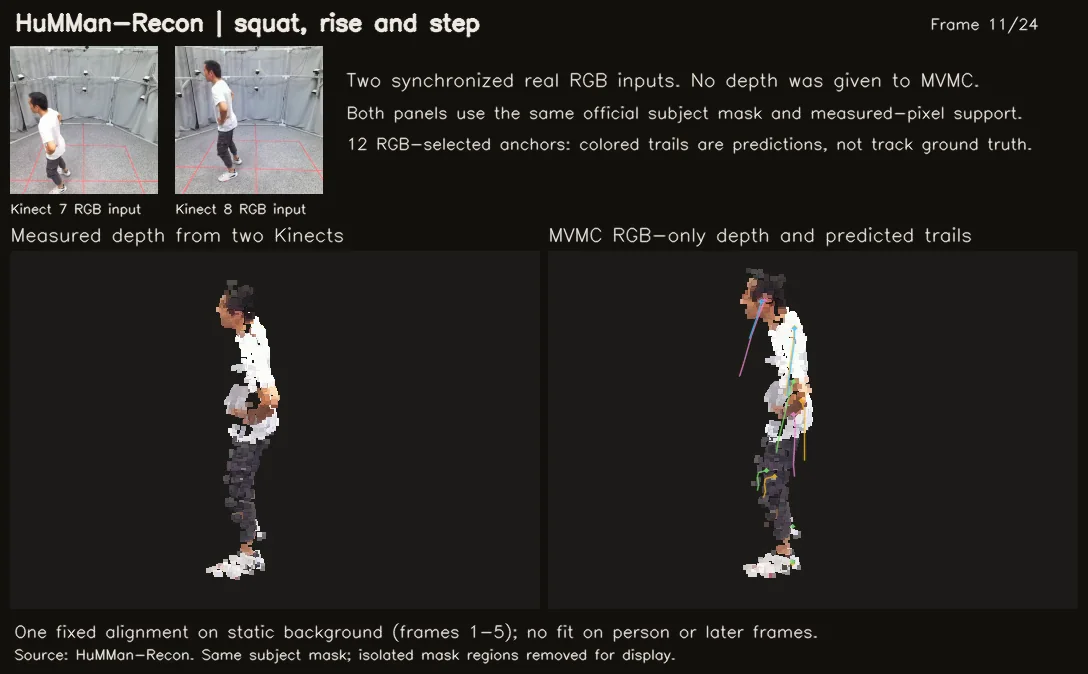 HuMMan-Recon | squat, rise and step
Frame 11/24
Two synchronized real RGB inputs. No depth was given to MVMC.
Both panels use the same official subject mask and measured-pixel support.
12 RGB-selected anchors: colored trails are predictions, not track ground truth.
Kinect 7 RGB input
Kinect 8 RGB input
Measured depth from two Kinects
MVMC RGB-only depth and predicted trails
One fixed alignment on static background (frames 1-5); no fit on person or later frames.
Source: HuMMan-Recon. Same subject mask; isolated mask regions removed for display.